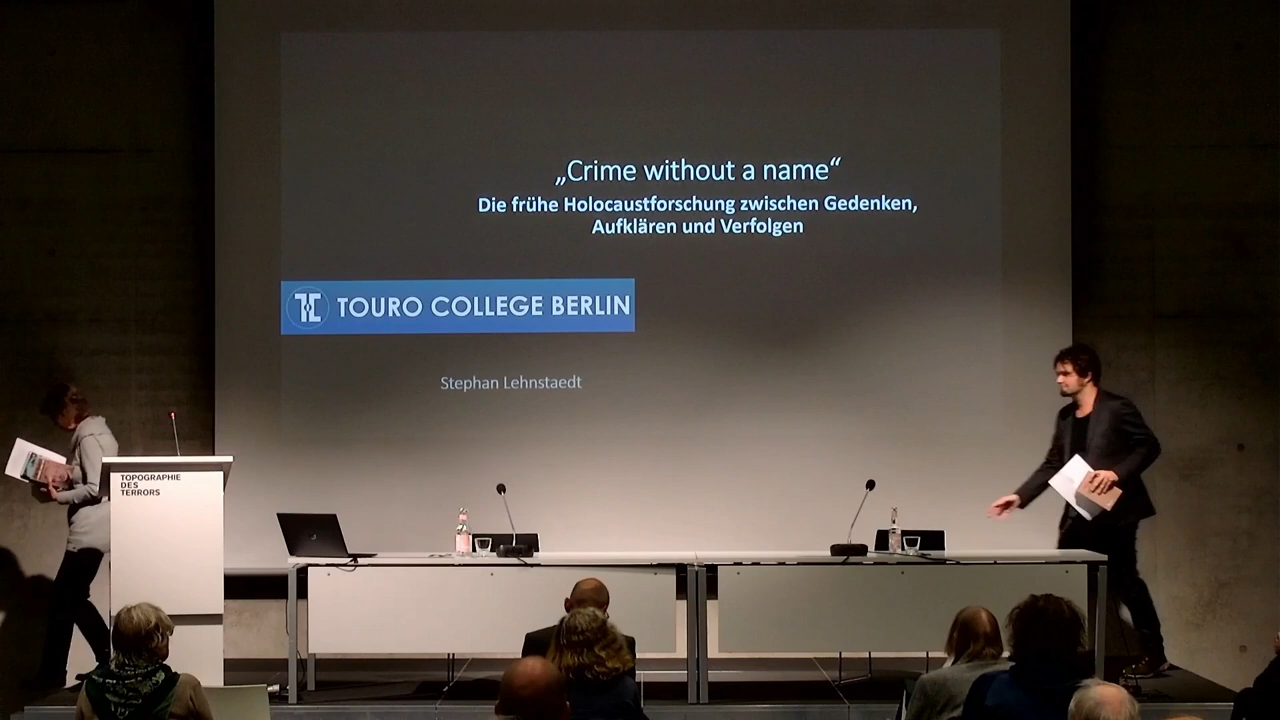 „Crime without a name“
Die frühe Holocaustforschung zwischen Gedenken,
Aufklären und Verfolgen
TC TOURO COLLEGE BERLIN
Stephan Lehnstaedt
TOPOGRAPHIE
DES
TERRORS